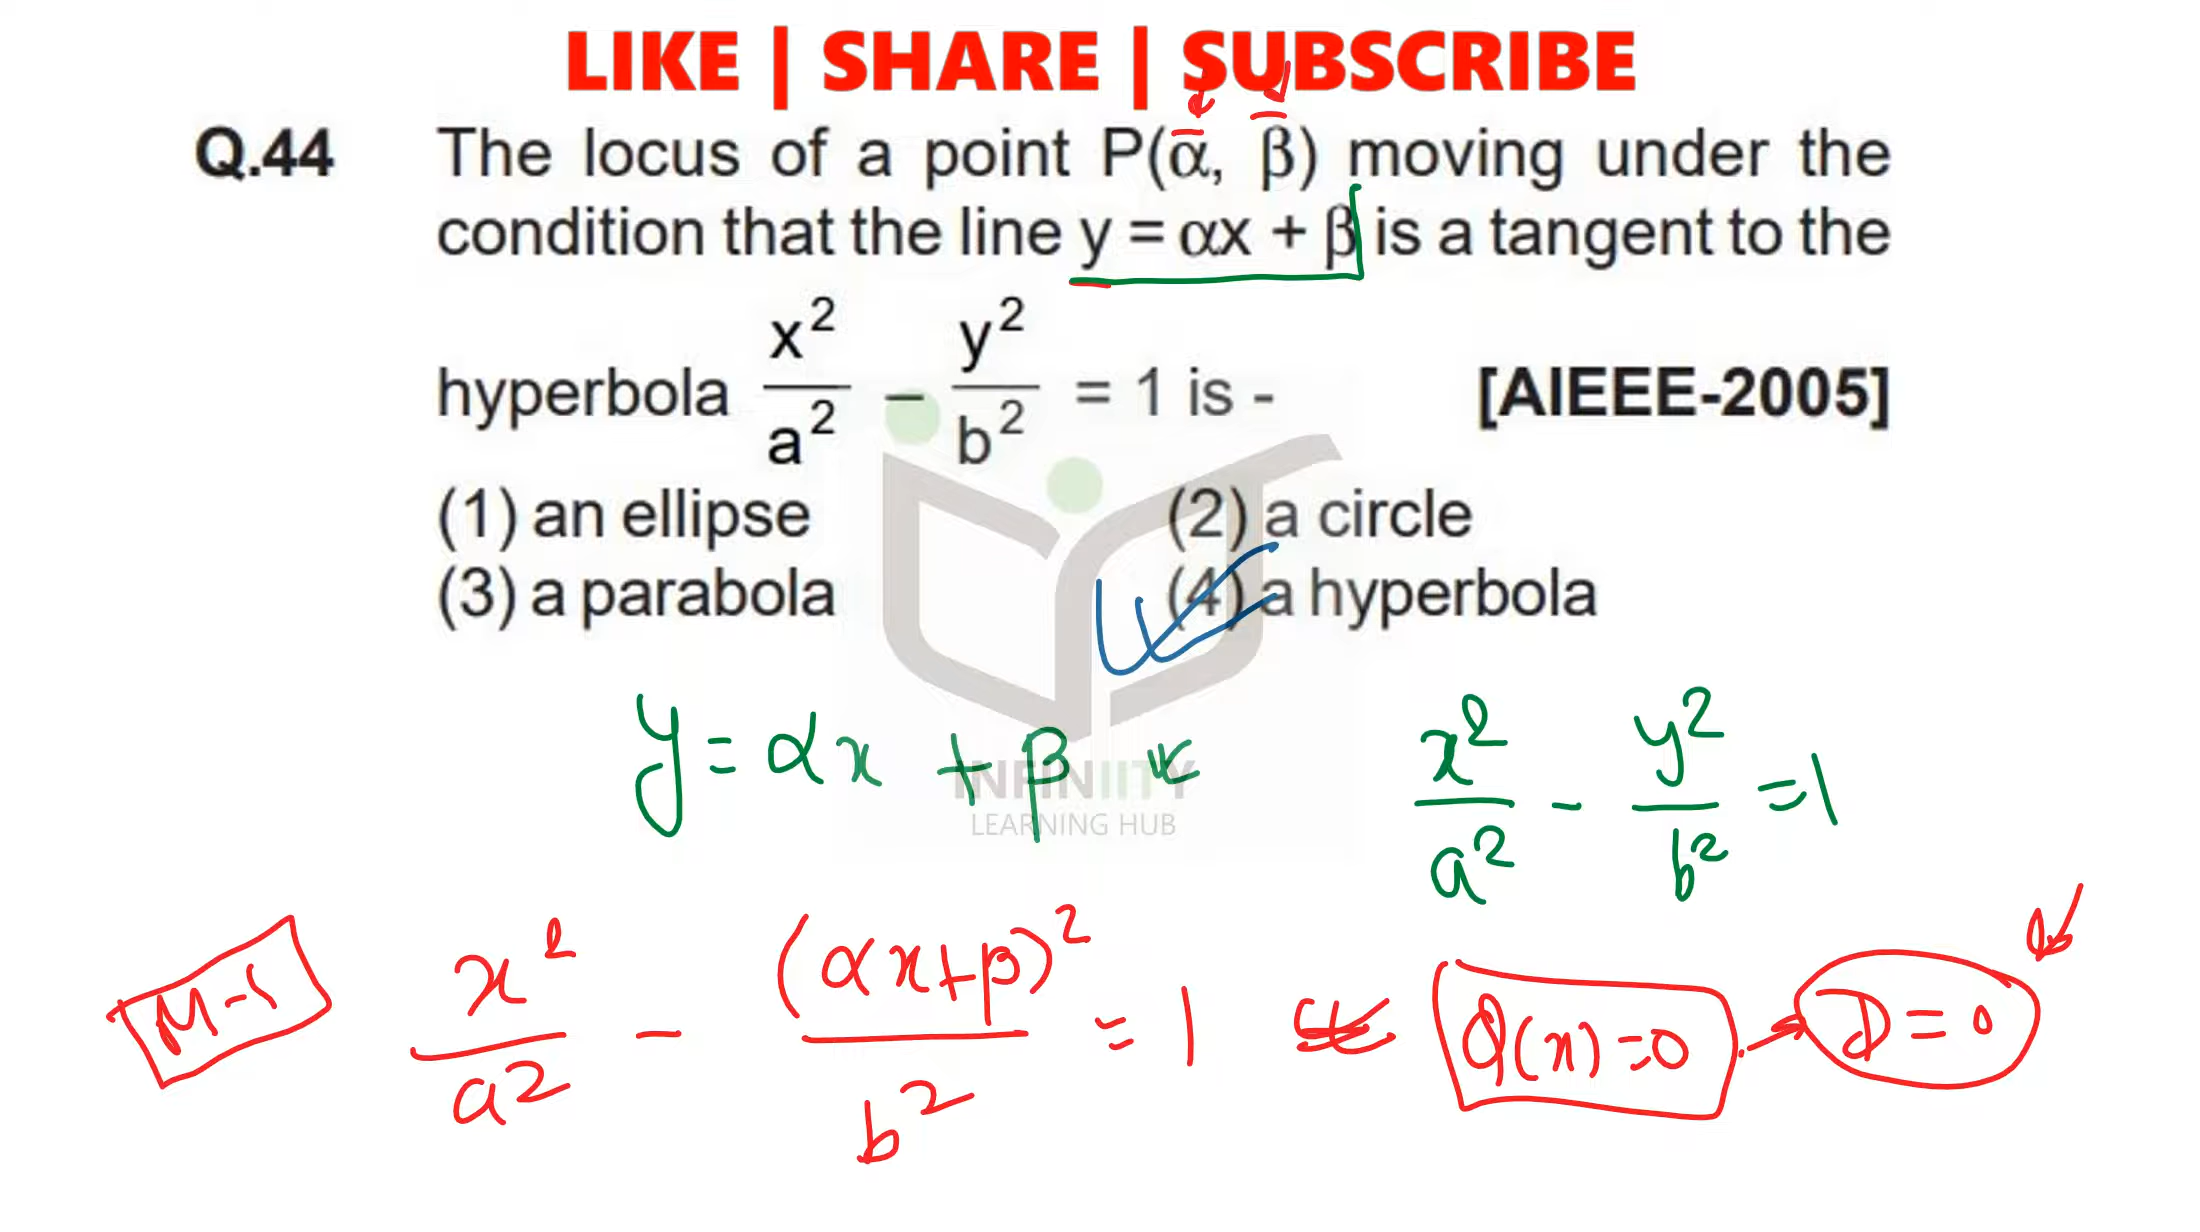 LIKE | SHARE | SUBSCRIBE
Q.44 The locus of a point P(α, β) moving under the
condition that the line y = αx + β is a tangent to the
hyperbola x²/a² − y²/b² = 1 is - [AIEEE-2005]
(1) an ellipse (2) a circle
(3) a parabola (4) a hyperbola
y = αx + β x²/a² − y²/b² = 1
INFINIITY
LEARNING HUB
M-1 x²/a² − (αx+β)²/b² = 1 Q(x)=0 → D=0